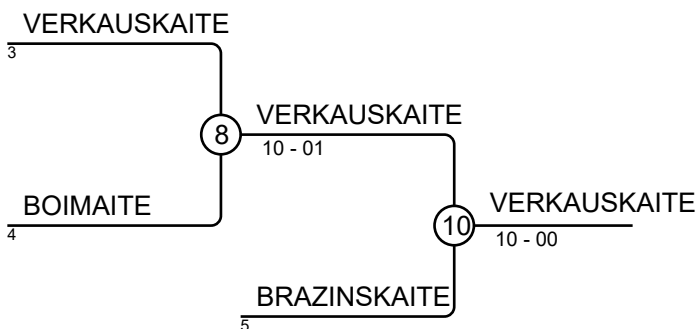 VERKAUSKAITE
3
8
VERKAUSKAITE
10 - 01
BOIMAITE
4
10
VERKAUSKAITE
10 - 00
BRAZINSKAITE
5